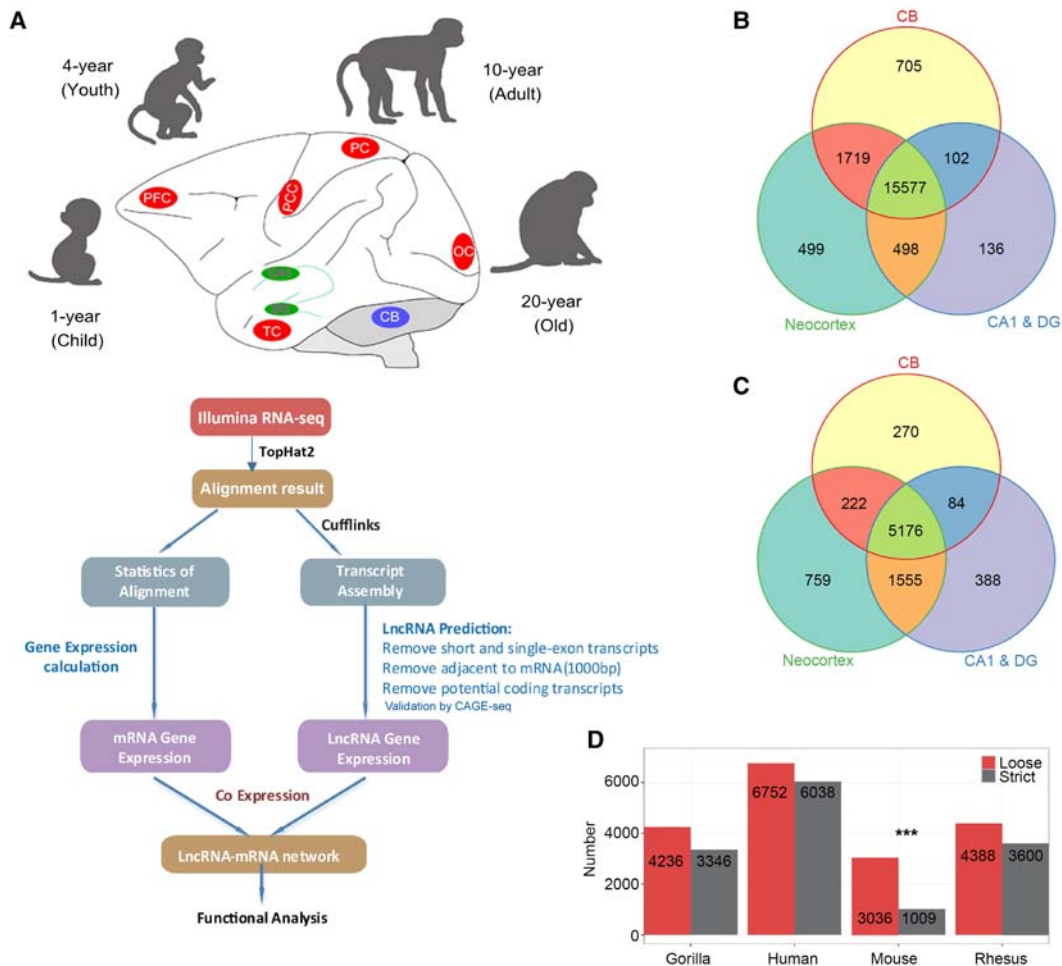 A
4-year
(Youth)
10-year
(Adult)
PC
PFC
PCC
OC
1-year
(Child)
TC
CB
20-year
(Old)
Illumina RNA-seq
TopHat2
Alignment result
Cufflinks
Statistics of
Alignment
Transcript
Assembly
Gene Expression
calculation
LncRNA Prediction:
Remove short and single-exon transcripts
Remove adjacent to mRNA(1000bp)
Remove potential coding transcripts
Validation by CAGE-seq
mRNA Gene
Expression
LncRNA Gene
Expression
Co Expression
LncRNA-mRNA network
Functional Analysis
B
CB
705
1719
102
15577
499
498
136
Neocortex
CA1 & DG
C
CB
270
222
84
5176
759
1555
388
Neocortex
CA1 & DG
D
Loose
Strict
Number
6000
4000
2000
0
4236
3346
6752
6038
***
3036
1009
4388
3600
Gorilla
Human
Mouse
Rhesus